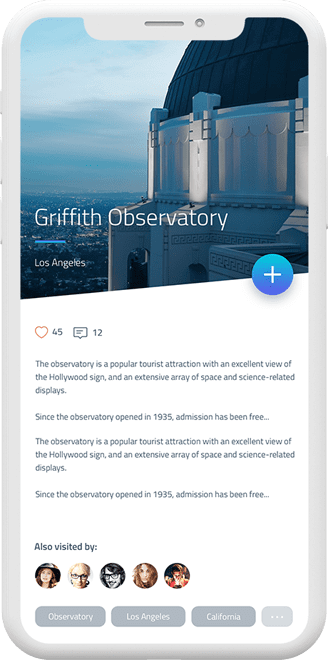 Griffith Observatory
Los Angeles
45 12
The observatory is a popular tourist attraction with an excellent view of
the Hollywood sign, and an extensive array of space and science-related
displays.
Since the observatory opened in 1935, admission has been free...
The observatory is a popular tourist attraction with an excellent view of
the Hollywood sign, and an extensive array of space and science-related
displays.
Since the observatory opened in 1935, admission has been free...
Also visited by:
Observatory Los Angeles California ...